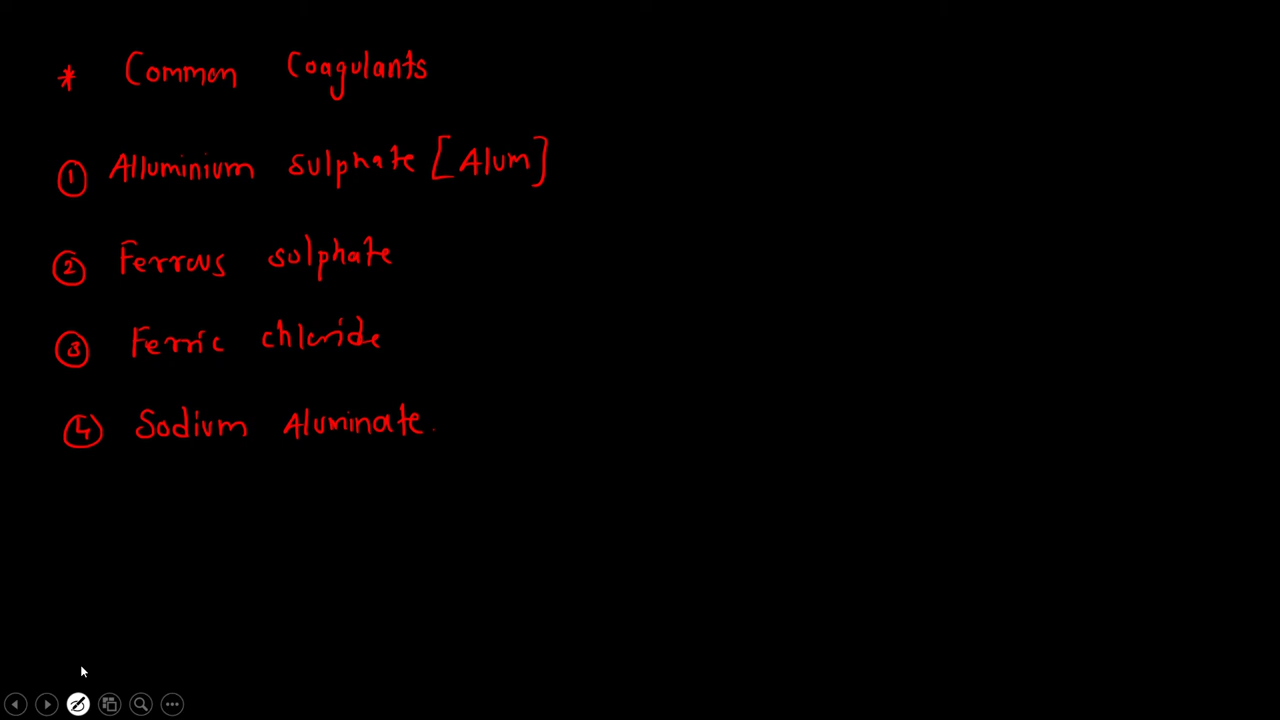 * Common Coagulants
① Alluminium sulphate [Alum]
② Ferrous sulphate
③ Ferric chloride
④ Sodium Aluminate.